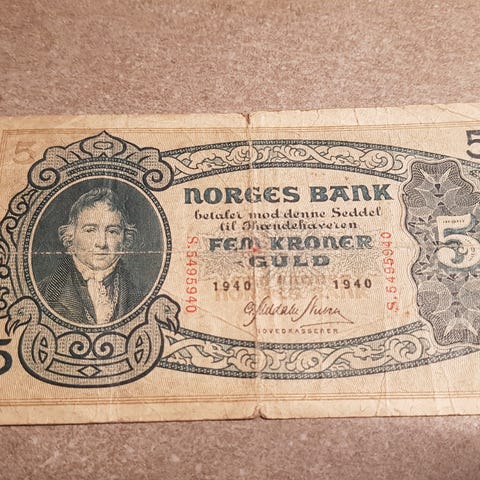 5
5
NORGES BANK
betaler mod denne Seddel
til Ihændehaveren
FEM KRONER
GULD
5
S.5495940
S.5495940
1940 1940
HOVEDKASSERER
5